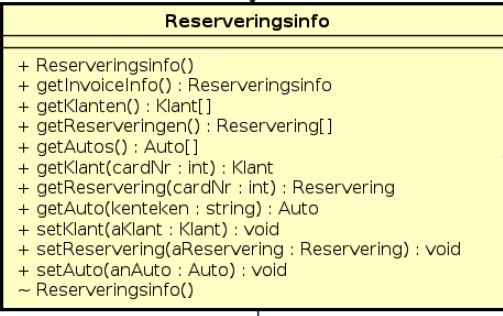 Reserveringsinfo
+ Reserveringsinfo()
+ getInvoiceInfo() : Reserveringsinfo
+ getKlanten() : Klant[]
+ getReserveringen() : Reservering[]
+ getAutos() : Auto[]
+ getKlant(cardNr : int) : Klant
+ getReservering(cardNr : int) : Reservering
+ getAuto(kenteken : string) : Auto
+ setKlant(aKlant : Klant) : void
+ setReservering(aReservering : Reservering) : void
+ setAuto(anAuto : Auto) : void
~ Reserveringsinfo()